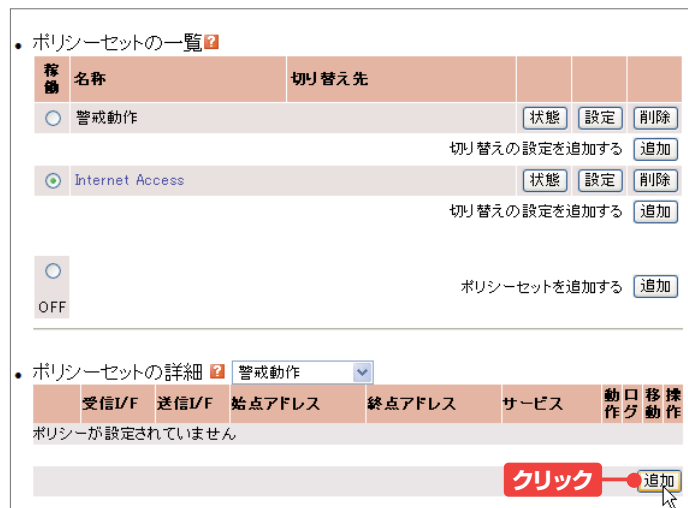 • ポリシーセットの一覧?
稼働 名称 切り替え先
警戒動作 状態 設定 削除
切り替えの設定を追加する 追加
Internet Access 状態 設定 削除
切り替えの設定を追加する 追加
OFF ポリシーセットを追加する 追加
• ポリシーセットの詳細 ? 警戒動作
受信I/F 送信I/F 始点アドレス 終点アドレス サービス 動作 ログ 移動 操作
ポリシーが設定されていません
クリック 追加